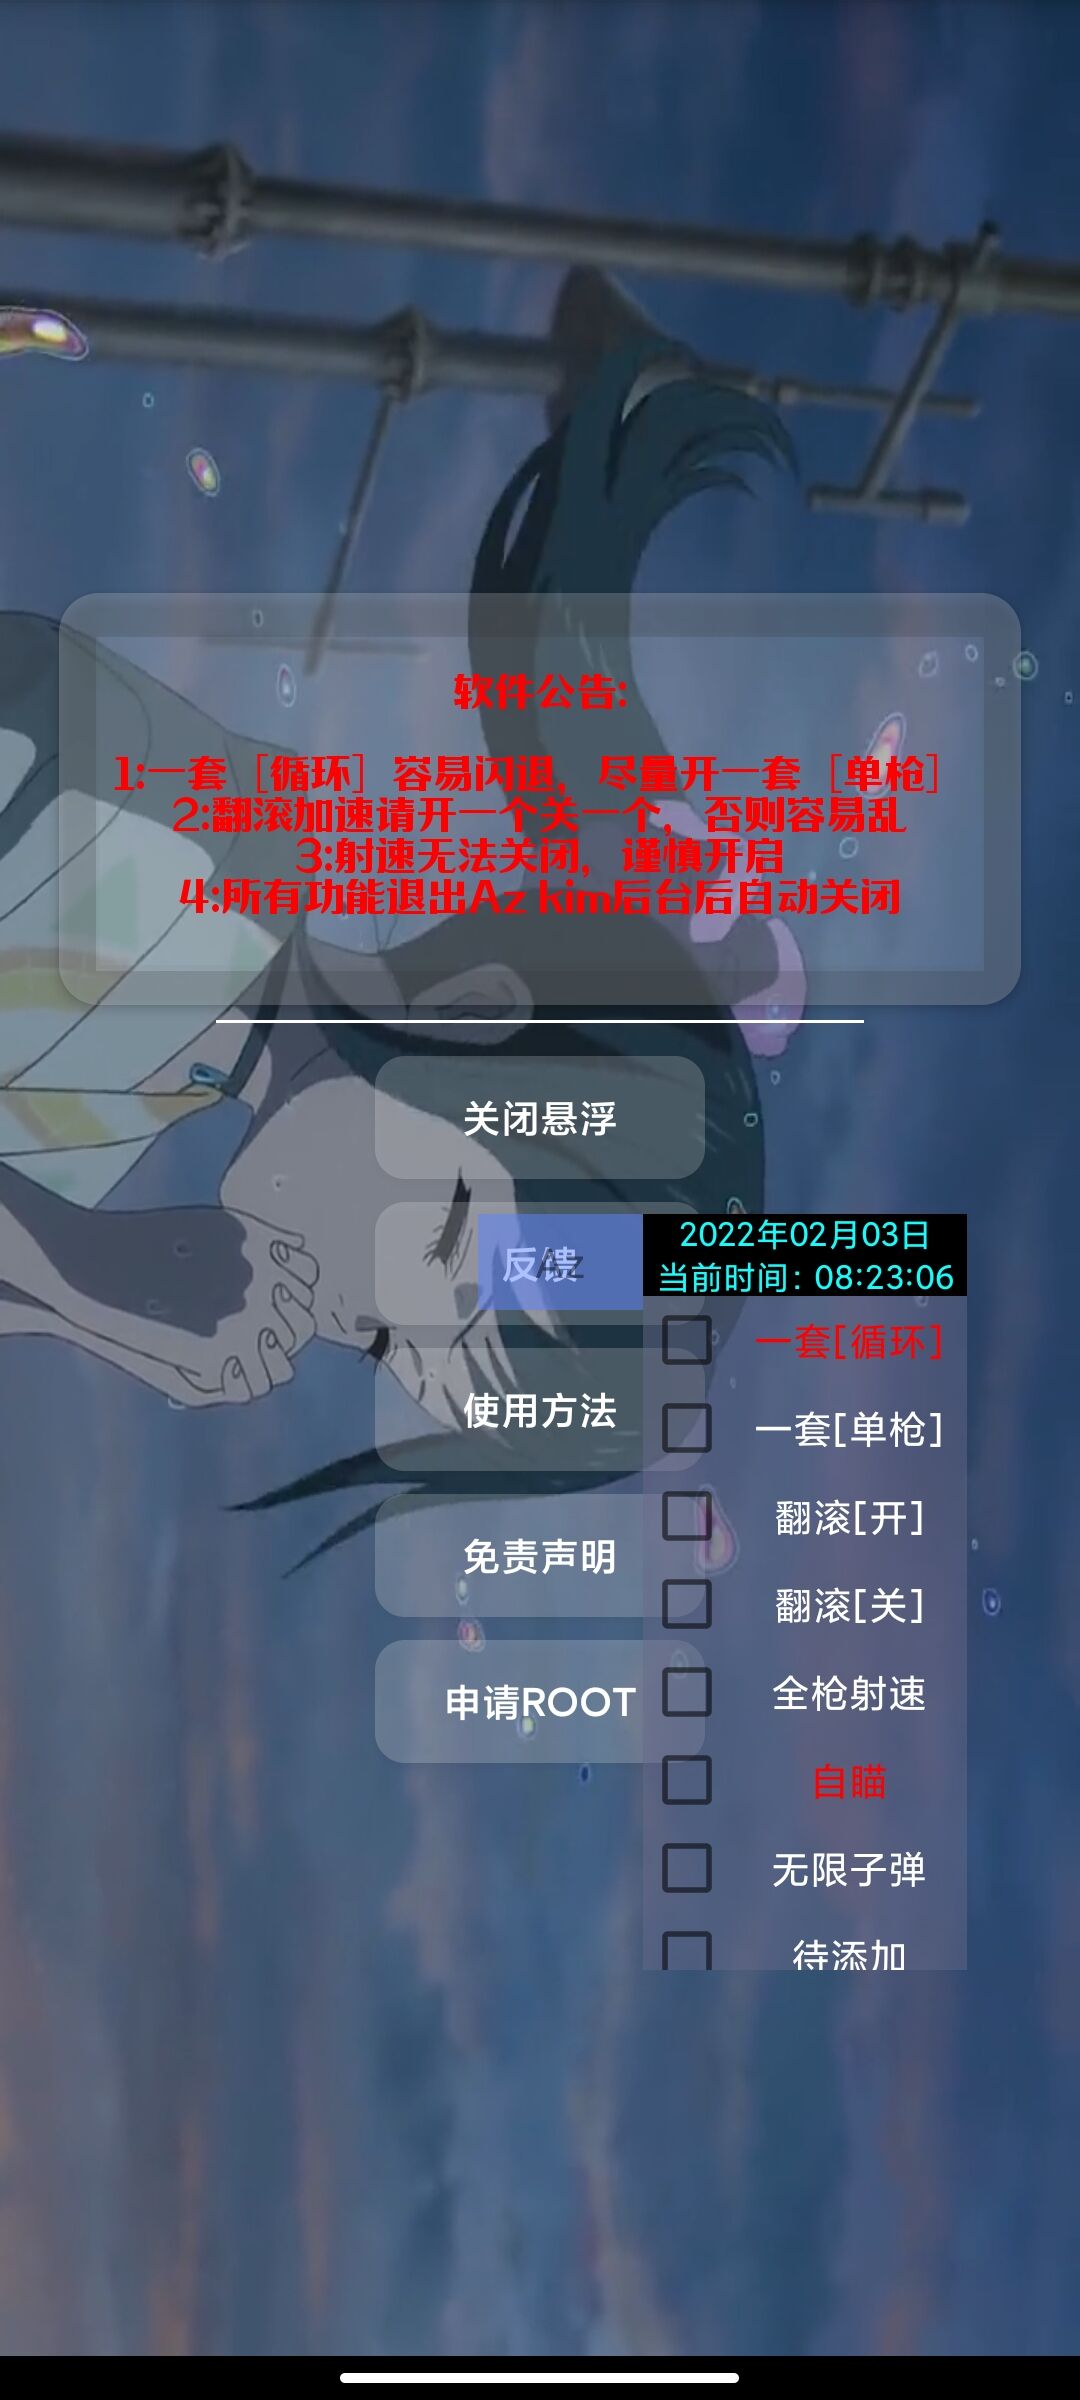 软件公告:
1:一套［循环］容易闪退，尽量开一套［单枪］
2:翻滚加速请开一个关一个，否则容易乱
3:射速无法关闭，谨慎开启
4:所有功能退出Az kim后台后自动关闭
关闭悬浮
反馈
Az
2022年02月03日
当前时间: 08:23:06
一套[循环]
一套[单枪]
使用方法
翻滚[开]
免责声明
翻滚[关]
全枪射速
申请ROOT
自瞄
无限子弹
待添加